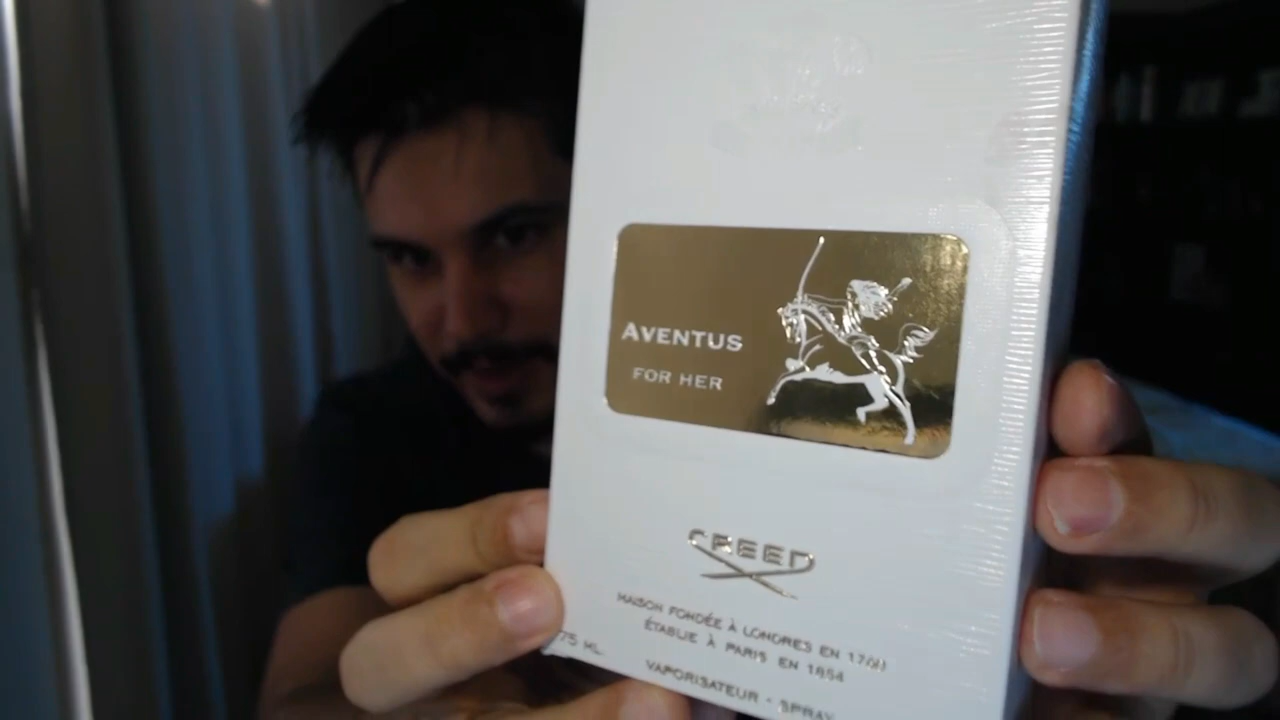 AVENTUS
FOR HER
CREED
MAISON FONDÉE À LONDRES EN 1760
ÉTABLIE À PARIS EN 1854
75 ML
VAPORISATEUR - SPRAY